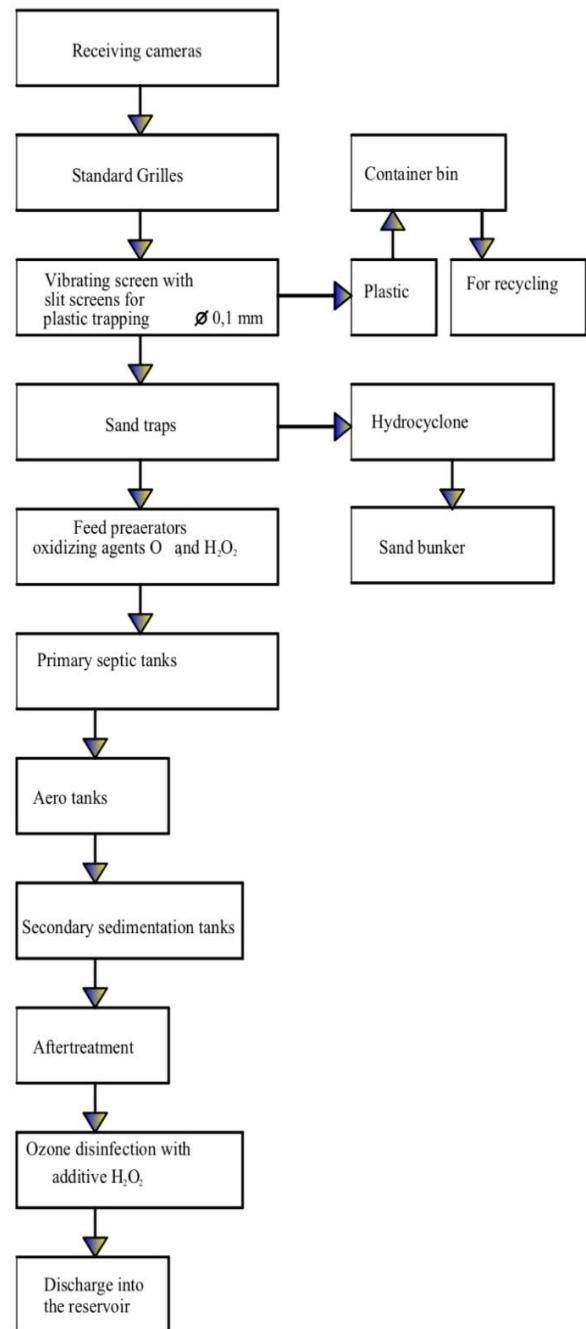 Receiving cameras
Standard Grilles
Container bin
Vibrating screen with
slit screens for
plastic trapping Ø 0,1 mm
Plastic
For recycling
Sand traps
Hydrocyclone
Feed preaerators
oxidizing agents O and H₂O₂
Sand bunker
Primary septic tanks
Aero tanks
Secondary sedimentation tanks
Aftertreatment
Ozone disinfection with
additive H₂O₂
Discharge into
the reservoir